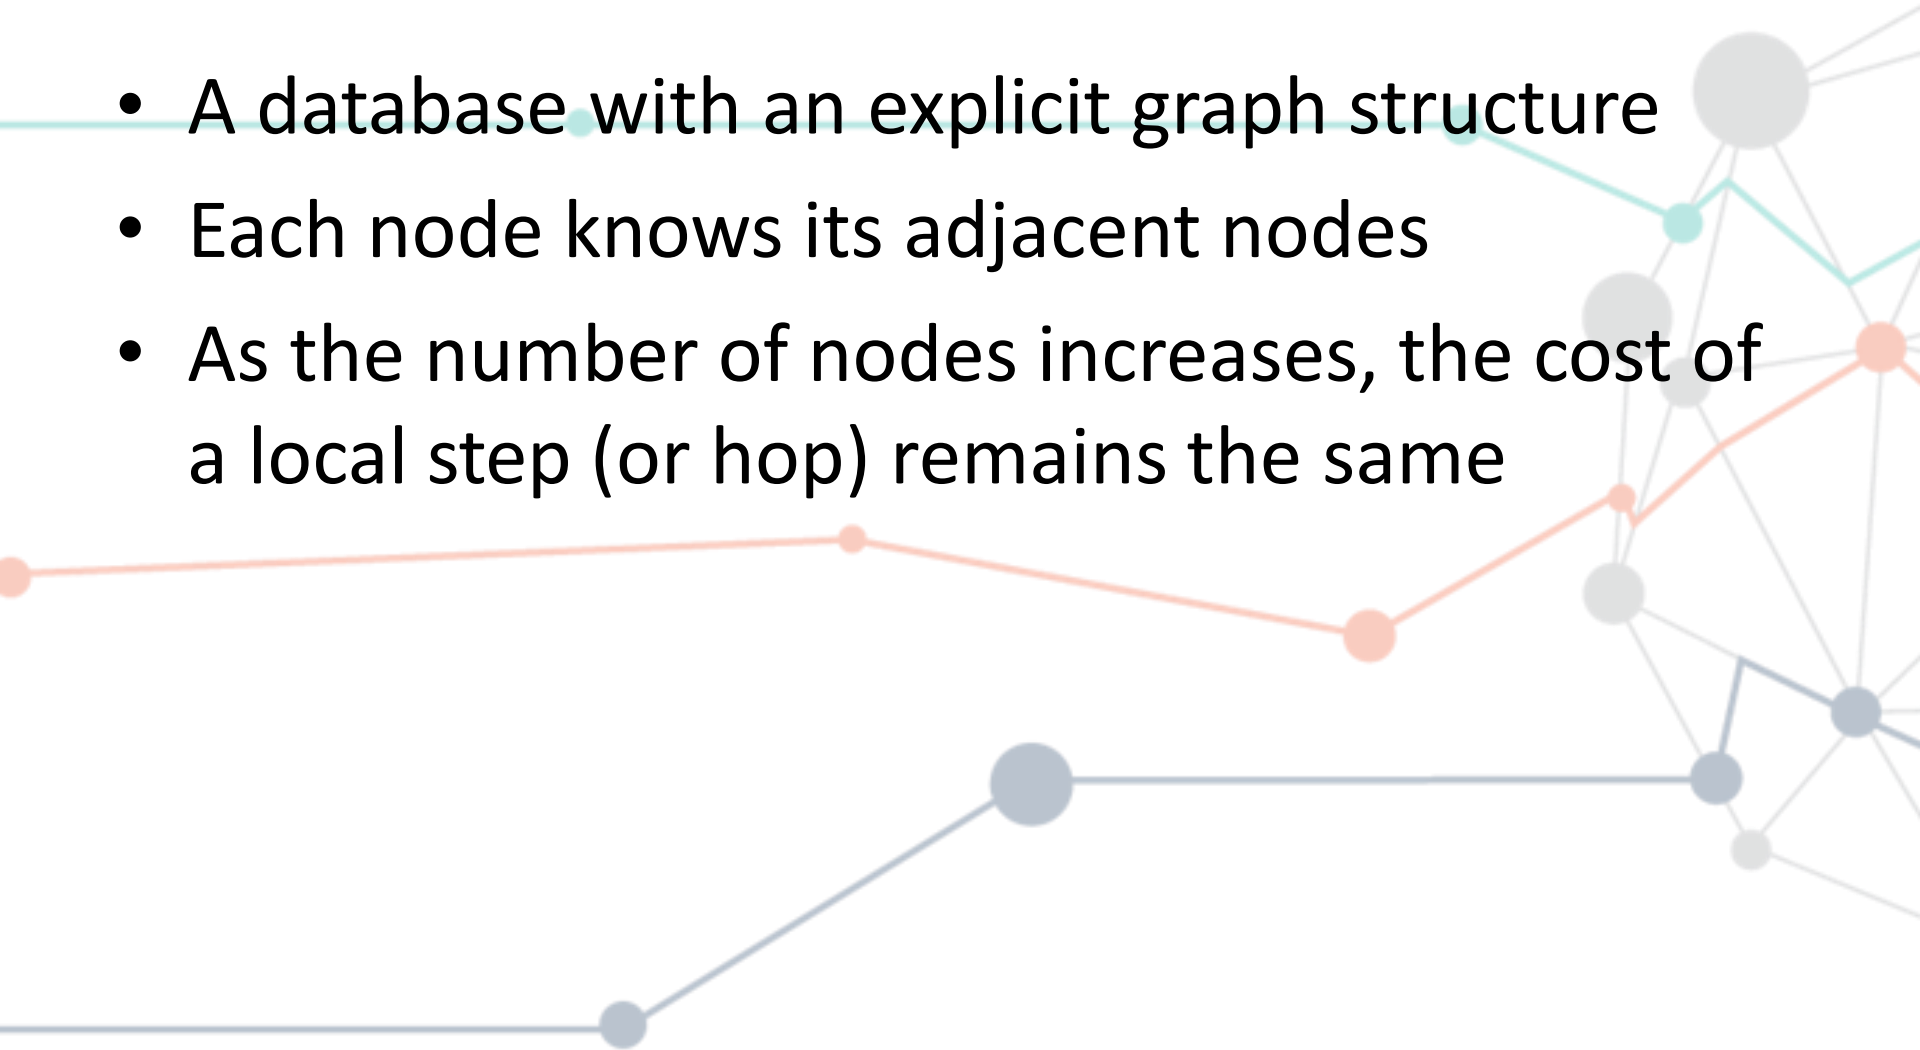 • A database with an explicit graph structure
• Each node knows its adjacent nodes
• As the number of nodes increases, the cost of
a local step (or hop) remains the same